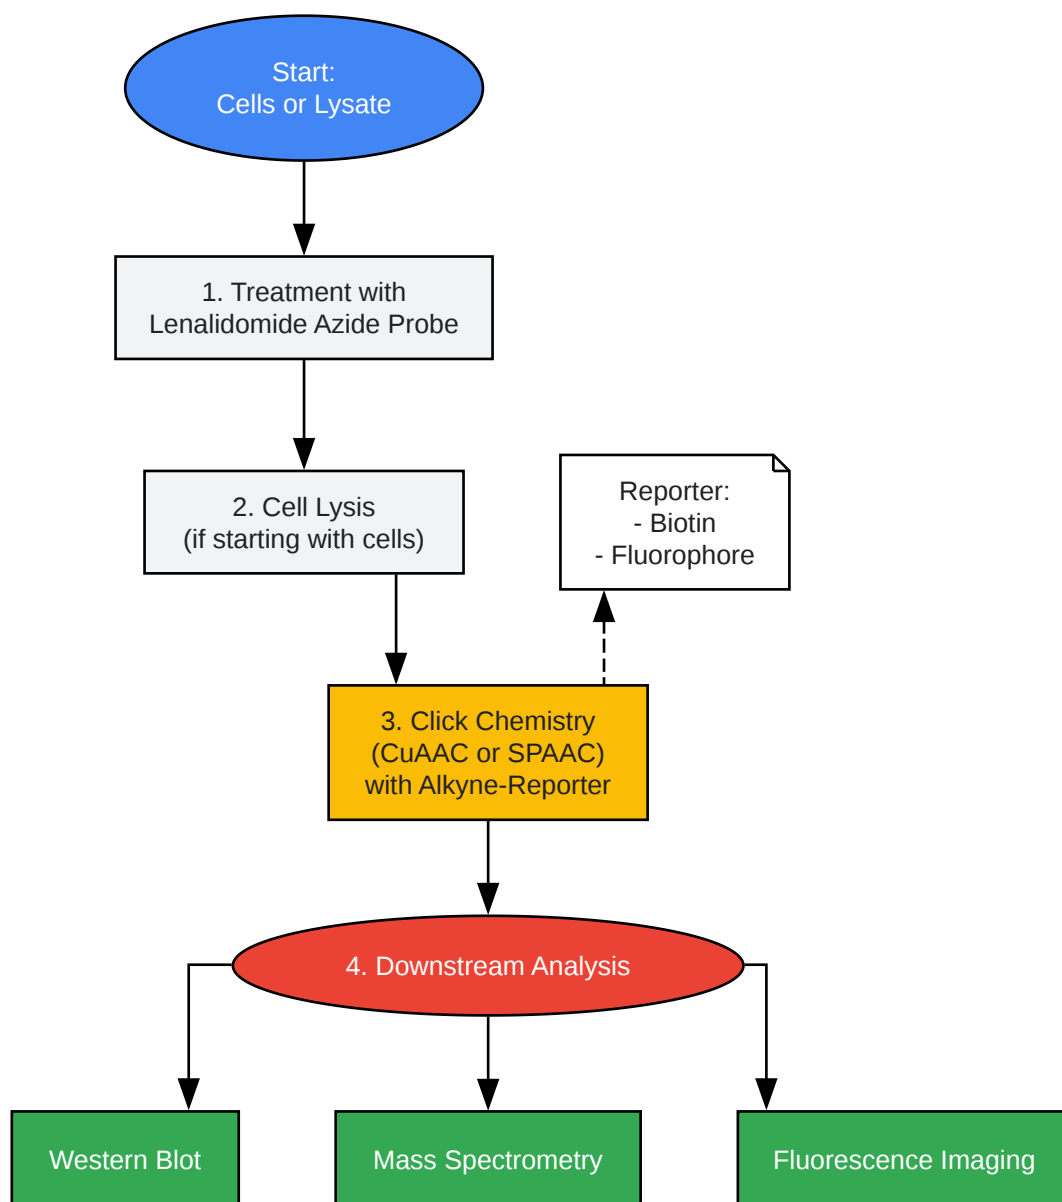 Start:
Cells or Lysate
1. Treatment with
Lenalidomide Azide Probe
2. Cell Lysis
(if starting with cells)
Reporter:
- Biotin
- Fluorophore
3. Click Chemistry
(CuAAC or SPAAC)
with Alkyne-Reporter
4. Downstream Analysis
Western Blot
Mass Spectrometry
Fluorescence Imaging